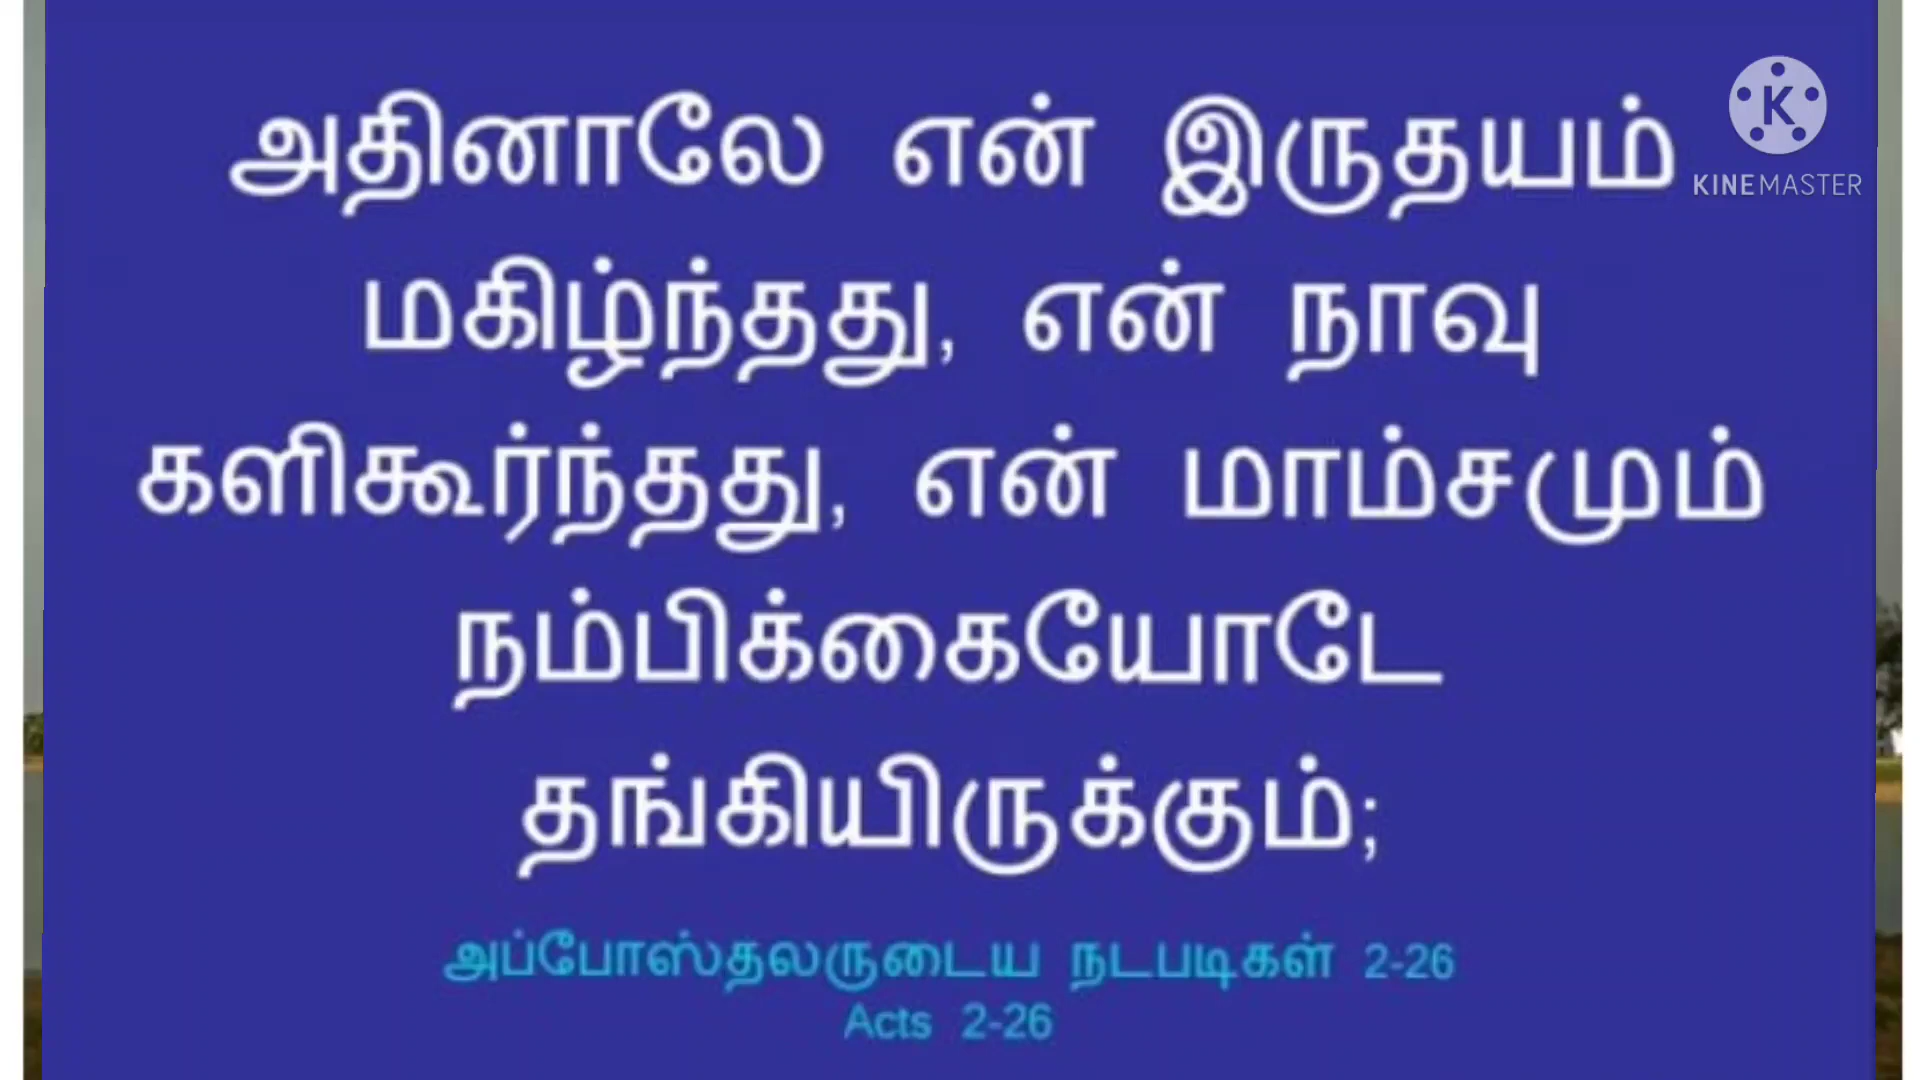 அதினாலே என் இருதயம்
மகிழ்ந்தது, என் நாவு
களிகூர்ந்தது, என் மாம்சமும்
நம்பிக்கையோடே
தங்கியிருக்கும்;
அப்போஸ்தலருடைய நடபடிகள் 2-26
Acts 2-26
K
KINEMASTER